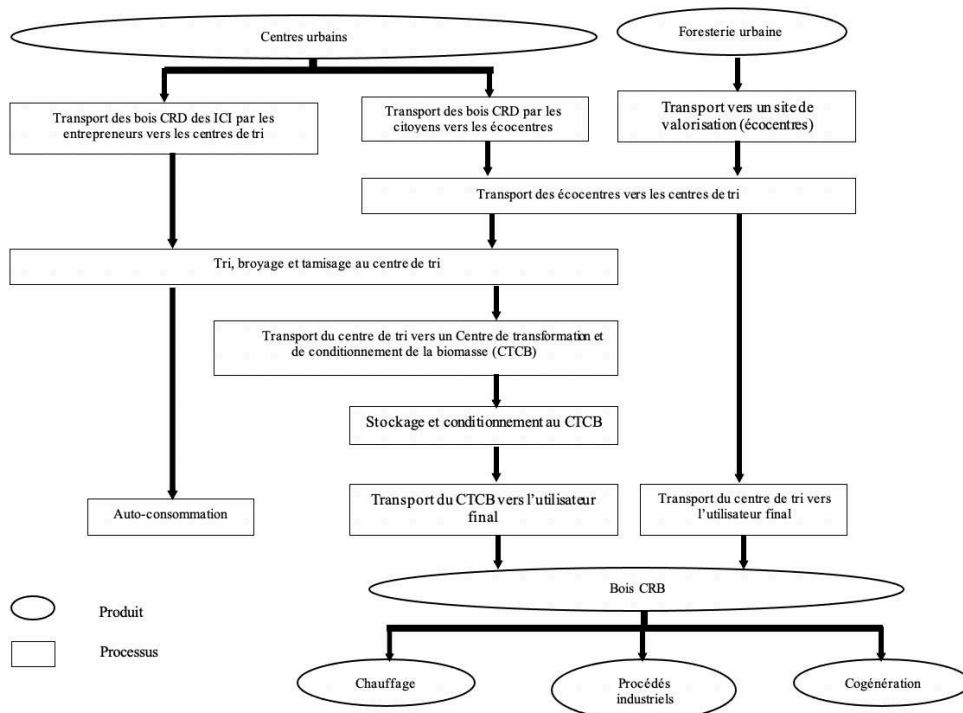 Centres urbains
Foresterie urbaine
Transport des bois CRD des ICI par les
entrepreneurs vers les centres de tri
Transport des bois CRD par les
citoyens vers les écocentres
Transport vers un site de
valorisation (écocentres)
Transport des écocentres vers les centres de tri
Tri, broyage et tamisage au centre de tri
Transport du centre de tri vers un Centre de transformation et
de conditionnement de la biomasse (CTCB)
Stockage et conditionnement au CTCB
Auto-consommation
Transport du CTCB vers l'utilisateur
final
Transport du centre de tri vers
l'utilisateur final
Bois CRB
Produit
Processus
Chauffage
Procédés
industriels
Cogénération